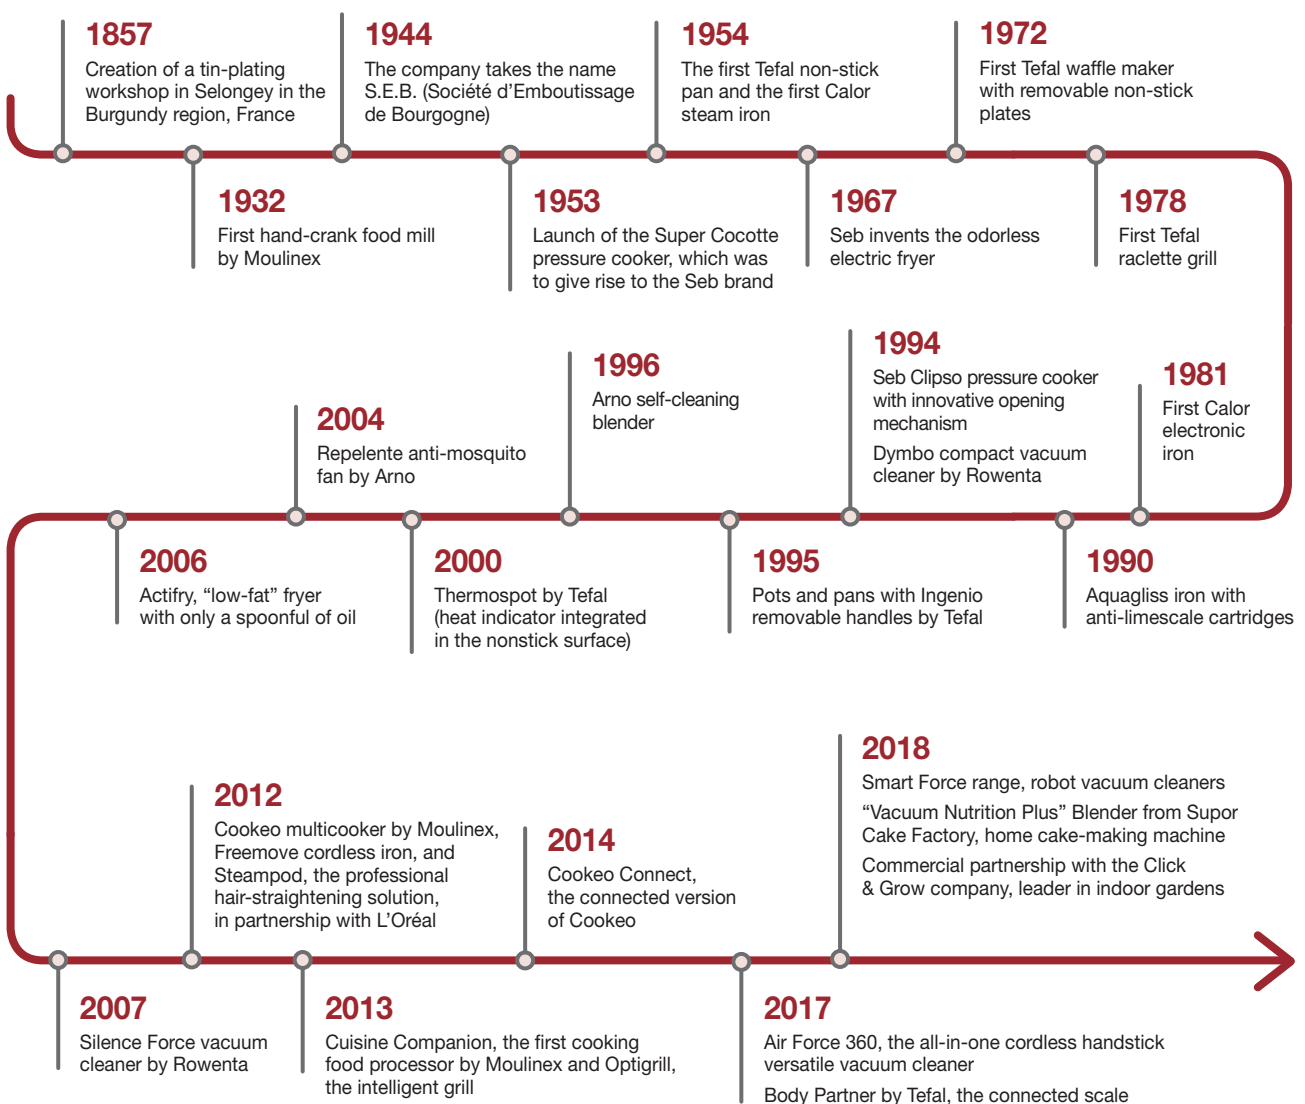 1857
Creation of a tin-plating
workshop in Selongey in the
Burgundy region, France
1932
First hand-crank food mill
by Moulinex
1944
The company takes the name
S.E.B. (Société d’Emboutissage
de Bourgogne)
1953
Launch of the Super Cocotte
pressure cooker, which was
to give rise to the Seb brand
1954
The first Tefal non-stick
pan and the first Calor
steam iron
1967
Seb invents the odorless
electric fryer
1972
First Tefal waffle maker
with removable non-stick
plates
1978
First Tefal
raclette grill
1981
First Calor
electronic
iron
1990
Aquagliss iron with
anti-limescale cartridges
1994
Seb Clipso pressure cooker
with innovative opening
mechanism
Dymbo compact vacuum
cleaner by Rowenta
1995
Pots and pans with Ingenio
removable handles by Tefal
1996
Arno self-cleaning
blender
2000
Thermospot by Tefal
(heat indicator integrated
in the nonstick surface)
2004
Repelente anti-mosquito
fan by Arno
2006
Actifry, “low-fat” fryer
with only a spoonful of oil
2007
Silence Force vacuum
cleaner by Rowenta
2012
Cookeo multicooker by Moulinex,
Freemove cordless iron, and
Steampod, the professional
hair-straightening solution,
in partnership with L’Oréal
2013
Cuisine Companion, the first cooking
food processor by Moulinex and Optigrill,
the intelligent grill
2014
Cookeo Connect,
the connected version
of Cookeo
2017
Air Force 360, the all-in-one cordless handstick
versatile vacuum cleaner
Body Partner by Tefal, the connected scale
2018
Smart Force range, robot vacuum cleaners
“Vacuum Nutrition Plus” Blender from Supor
Cake Factory, home cake-making machine
Commercial partnership with the Click
& Grow company, leader in indoor gardens